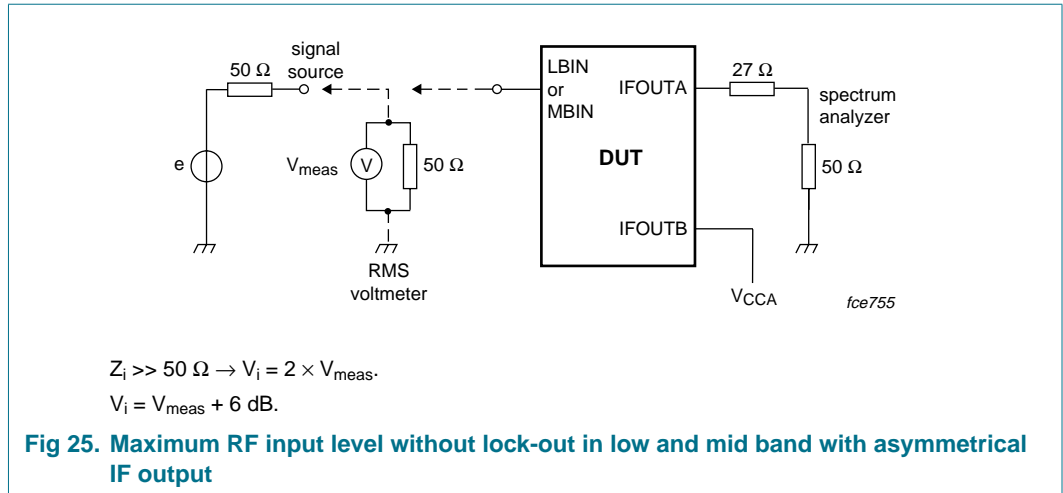 signal
source
50 Ω
e
V
Vmeas
50 Ω
RMS
voltmeter
LBIN
or
MBIN
IFOUTA
DUT
IFOUTB
27 Ω
spectrum
analyzer
50 Ω
VCCA
fce755
Zi >> 50 Ω → Vi = 2 × Vmeas.
Vi = Vmeas + 6 dB.
Fig 25. Maximum RF input level without lock-out in low and mid band with asymmetrical
IF output